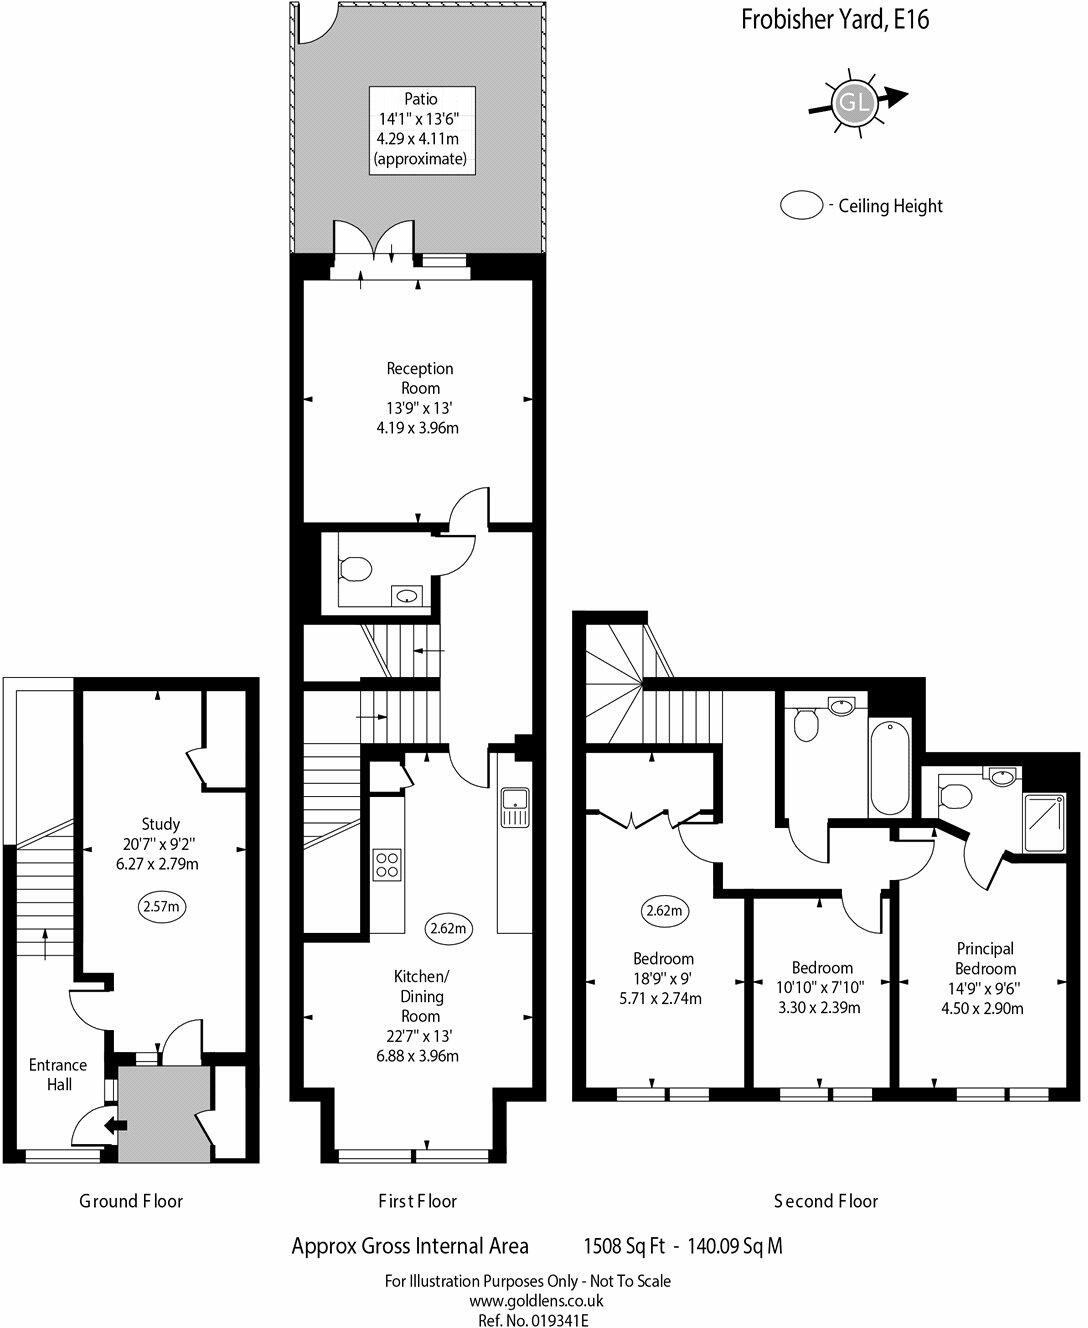 Frobisher Yard, E16
GL
- Ceiling Height
Patio
14'1" x 13'6"
4.29 x 4.11m
(approximate)
Reception
Room
13'9" x 13'
4.19 x 3.96m
Study
20'7" x 9'2"
6.27 x 2.79m
2.57m
Entrance
Hall
2.62m
Kitchen/
Dining
Room
22'7" x 13'
6.88 x 3.96m
2.62m
Bedroom
18'9" x 9'
5.71 x 2.74m
Bedroom
10'10" x 7'10"
3.30 x 2.39m
Principal
Bedroom
14'9" x 9'6"
4.50 x 2.90m
Ground Floor
First Floor
Second Floor
Approx Gross Internal Area 1508 Sq Ft - 140.09 Sq M
For Illustration Purposes Only - Not To Scale
www.goldlens.co.uk
Ref. No. 019341E